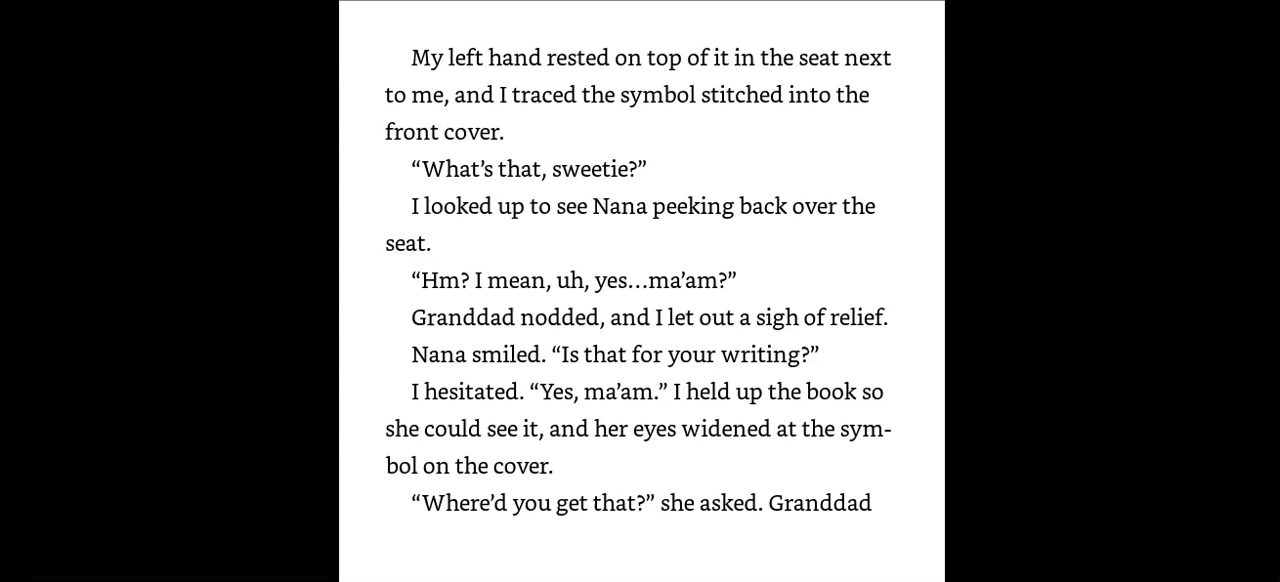 My left hand rested on top of it in the seat next
to me, and I traced the symbol stitched into the
front cover.
“What’s that, sweetie?”
I looked up to see Nana peeking back over the
seat.
“Hm? I mean, uh, yes…ma’am?”
Granddad nodded, and I let out a sigh of relief.
Nana smiled. “Is that for your writing?”
I hesitated. “Yes, ma’am.” I held up the book so
she could see it, and her eyes widened at the sym-
bol on the cover.
“Where’d you get that?” she asked. Granddad